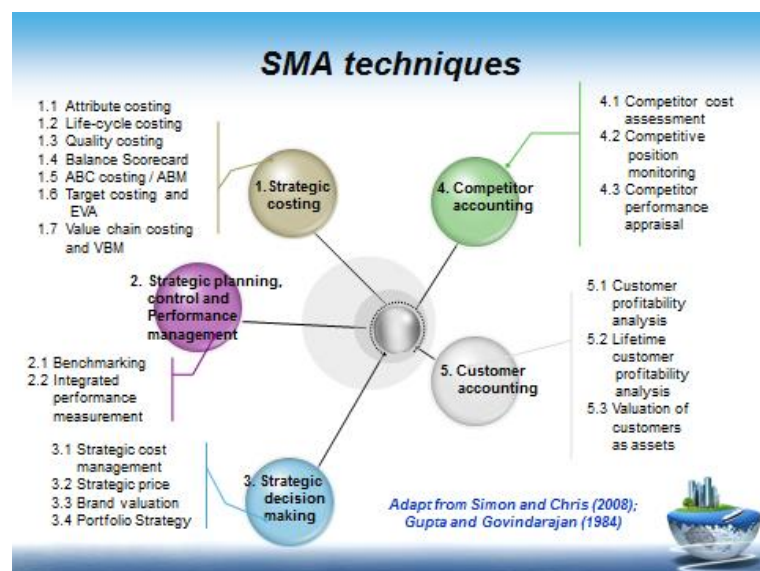 SMA techniques
1.1 Attribute costing
1.2 Life-cycle costing
1.3 Quality costing
1.4 Balance Scorecard
1.5 ABC costing / ABM
1.6 Target costing and
EVA
1.7 Value chain costing
and VBM
1. Strategic
costing
2. Strategic planning,
control and
Performance
management
2.1 Benchmarking
2.2 Integrated
performance
measurement
3.1 Strategic cost
management
3.2 Strategic price
3.3 Brand valuation
3.4 Portfolio Strategy
3. Strategic
decision
making
4. Competitor
accounting
4.1 Competitor cost
assessment
4.2 Competitive
position
monitoring
4.3 Competitor
performance
appraisal
5. Customer
accounting
5.1 Customer
profitability
analysis
5.2 Lifetime
customer
profitability
analysis
5.3 Valuation of
customers
as assets
Adapt from Simon and Chris (2008);
Gupta and Govindarajan (1984)